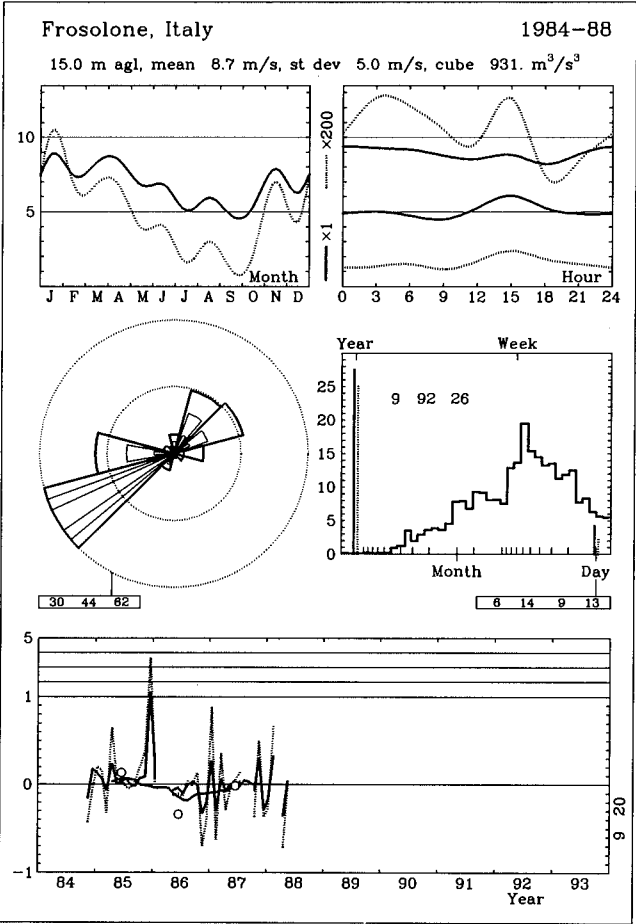 Frosolone, Italy 1984-88
15.0 m agl, mean 8.7 m/s, st dev 5.0 m/s, cube 931. m³/s³
10
5
J F M A M J J A S O N D
Month
×1 ×200
0 3 6 9 12 15 18 21 24
Hour
30 44 62
Year Week
25
20
15
10
5
0
9 92 26
Month Day
6 14 9 13
5
1
0
-1
84 85 86 87 88 89 90 91 92 93
Year
9 20